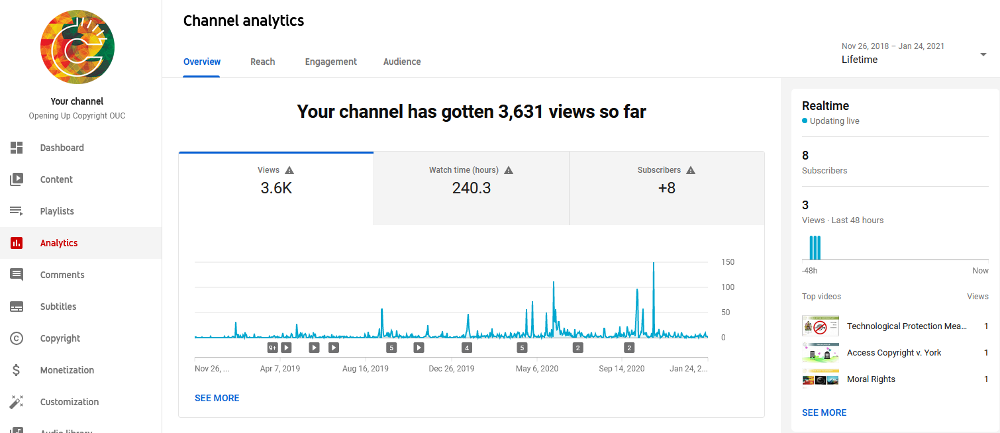 Channel analytics
Nov 26, 2018 – Jan 24, 2021
Lifetime
Overview Reach Engagement Audience
Your channel
Opening Up Copyright OUC
Dashboard
Content
Playlists
Analytics
Comments
Subtitles
Copyright
Monetization
Customization
Audio library
Your channel has gotten 3,631 views so far
Views
3.6K
Watch time (hours)
240.3
Subscribers
+8
150
100
50
0
9+ 5 4 5 2 2
Nov 26, ... Apr 7, 2019 Aug 16, 2019 Dec 26, 2019 May 6, 2020 Sep 14, 2020 Jan 24, 2...
SEE MORE
Realtime
Updating live
8
Subscribers
3
Views · Last 48 hours
-48h Now
Top videos Views
Technological Protection Mea... 1
Access Copyright v. York 1
Moral Rights 1
SEE MORE